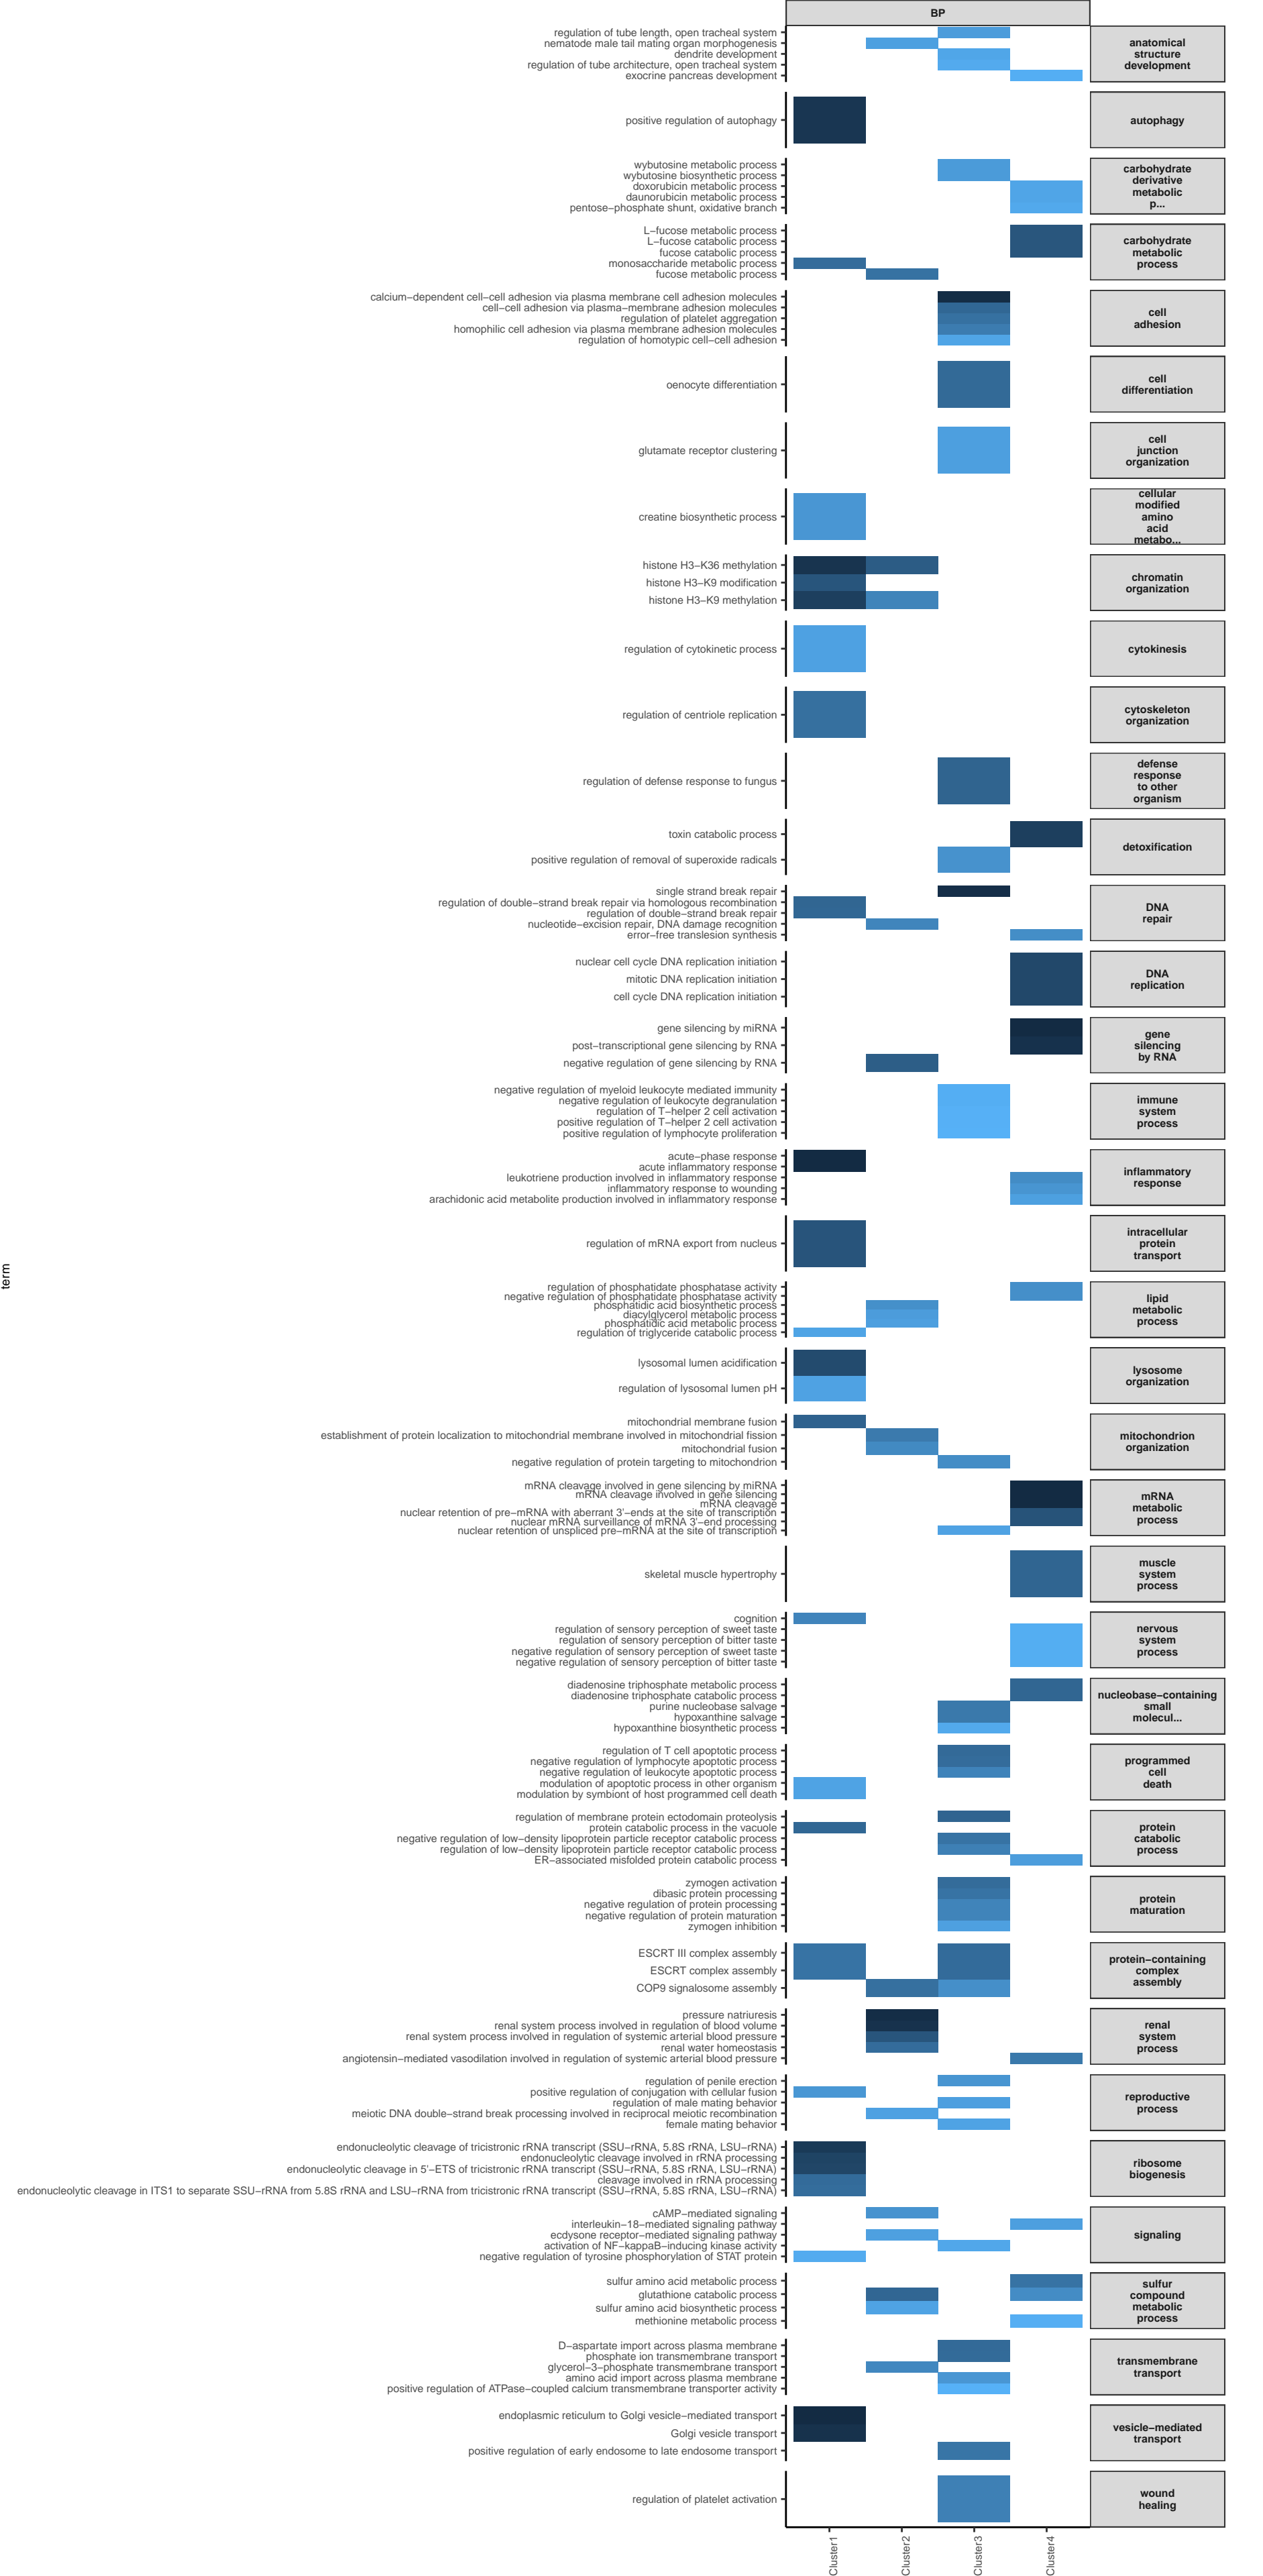 BP
regulation of tube length, open tracheal system
nematode male tail mating organ morphogenesis
dendrite development
regulation of tube architecture, open tracheal system
exocrine pancreas development
anatomical
structure
development
positive regulation of autophagy
autophagy
wybutosine metabolic process
wybutosine biosynthetic process
doxorubicin metabolic process
daunorubicin metabolic process
pentose−phosphate shunt, oxidative branch
carbohydrate
derivative
metabolic
p...
L−fucose metabolic process
L−fucose catabolic process
fucose catabolic process
monosaccharide metabolic process
fucose metabolic process
carbohydrate
metabolic
process
calcium−dependent cell−cell adhesion via plasma membrane cell adhesion molecules
cell−cell adhesion via plasma−membrane adhesion molecules
regulation of platelet aggregation
homophilic cell adhesion via plasma membrane adhesion molecules
regulation of homotypic cell−cell adhesion
cell
adhesion
oenocyte differentiation
cell
differentiation
glutamate receptor clustering
cell
junction
organization
creatine biosynthetic process
cellular
modified
amino
acid
metabo...
histone H3−K36 methylation
histone H3−K9 modification
histone H3−K9 methylation
chromatin
organization
regulation of cytokinetic process
cytokinesis
regulation of centriole replication
cytoskeleton
organization
regulation of defense response to fungus
defense
response
to other
organism
toxin catabolic process
positive regulation of removal of superoxide radicals
detoxification
single strand break repair
regulation of double−strand break repair via homologous recombination
regulation of double−strand break repair
nucleotide−excision repair, DNA damage recognition
error−free translesion synthesis
DNA
repair
nuclear cell cycle DNA replication initiation
mitotic DNA replication initiation
cell cycle DNA replication initiation
DNA
replication
gene silencing by miRNA
post−transcriptional gene silencing by RNA
negative regulation of gene silencing by RNA
gene
silencing
by RNA
negative regulation of myeloid leukocyte mediated immunity
negative regulation of leukocyte degranulation
regulation of T−helper 2 cell activation
positive regulation of T−helper 2 cell activation
positive regulation of lymphocyte proliferation
immune
system
process
acute−phase response
acute inflammatory response
leukotriene production involved in inflammatory response
inflammatory response to wounding
arachidonic acid metabolite production involved in inflammatory response
inflammatory
response
regulation of mRNA export from nucleus
intracellular
protein
transport
term
regulation of phosphatidate phosphatase activity
negative regulation of phosphatidate phosphatase activity
phosphatidic acid biosynthetic process
diacylglycerol metabolic process
phosphatidic acid metabolic process
regulation of triglyceride catabolic process
lipid
metabolic
process
lysosomal lumen acidification
regulation of lysosomal lumen pH
lysosome
organization
mitochondrial membrane fusion
establishment of protein localization to mitochondrial membrane involved in mitochondrial fission
mitochondrial fusion
negative regulation of protein targeting to mitochondrion
mitochondrion
organization
mRNA cleavage involved in gene silencing by miRNA
mRNA cleavage involved in gene silencing
mRNA cleavage
nuclear retention of pre−mRNA with aberrant 3'−ends at the site of transcription
nuclear mRNA surveillance of mRNA 3'−end processing
nuclear retention of unspliced pre−mRNA at the site of transcription
mRNA
metabolic
process
skeletal muscle hypertrophy
muscle
system
process
cognition
regulation of sensory perception of sweet taste
regulation of sensory perception of bitter taste
negative regulation of sensory perception of sweet taste
negative regulation of sensory perception of bitter taste
nervous
system
process
diadenosine triphosphate metabolic process
diadenosine triphosphate catabolic process
purine nucleobase salvage
hypoxanthine salvage
hypoxanthine biosynthetic process
nucleobase−containing
small
molecul...
regulation of T cell apoptotic process
negative regulation of lymphocyte apoptotic process
negative regulation of leukocyte apoptotic process
modulation of apoptotic process in other organism
modulation by symbiont of host programmed cell death
programmed
cell
death
regulation of membrane protein ectodomain proteolysis
protein catabolic process in the vacuole
negative regulation of low−density lipoprotein particle receptor catabolic process
regulation of low−density lipoprotein particle receptor catabolic process
ER−associated misfolded protein catabolic process
protein
catabolic
process
zymogen activation
dibasic protein processing
negative regulation of protein processing
negative regulation of protein maturation
zymogen inhibition
protein
maturation
ESCRT III complex assembly
ESCRT complex assembly
COP9 signalosome assembly
protein−containing
complex
assembly
pressure natriuresis
renal system process involved in regulation of blood volume
renal system process involved in regulation of systemic arterial blood pressure
renal water homeostasis
angiotensin−mediated vasodilation involved in regulation of systemic arterial blood pressure
renal
system
process
regulation of penile erection
positive regulation of conjugation with cellular fusion
regulation of male mating behavior
meiotic DNA double−strand break processing involved in reciprocal meiotic recombination
female mating behavior
reproductive
process
endonucleolytic cleavage of tricistronic rRNA transcript (SSU−rRNA, 5.8S rRNA, LSU−rRNA)
endonucleolytic cleavage involved in rRNA processing
endonucleolytic cleavage in 5'−ETS of tricistronic rRNA transcript (SSU−rRNA, 5.8S rRNA, LSU−rRNA)
cleavage involved in rRNA processing
endonucleolytic cleavage in ITS1 to separate SSU−rRNA from 5.8S rRNA and LSU−rRNA from tricistronic rRNA transcript (SSU−rRNA, 5.8S rRNA, LSU−rRNA)
ribosome
biogenesis
cAMP−mediated signaling
interleukin−18−mediated signaling pathway
ecdysone receptor−mediated signaling pathway
activation of NF−kappaB−inducing kinase activity
negative regulation of tyrosine phosphorylation of STAT protein
signaling
sulfur amino acid metabolic process
glutathione catabolic process
sulfur amino acid biosynthetic process
methionine metabolic process
sulfur
compound
metabolic
process
D−aspartate import across plasma membrane
phosphate ion transmembrane transport
glycerol−3−phosphate transmembrane transport
amino acid import across plasma membrane
positive regulation of ATPase−coupled calcium transmembrane transporter activity
transmembrane
transport
endoplasmic reticulum to Golgi vesicle−mediated transport
Golgi vesicle transport
positive regulation of early endosome to late endosome transport
vesicle−mediated
transport
regulation of platelet activation
wound
healing
Cluster1
Cluster2
Cluster3
Cluster4